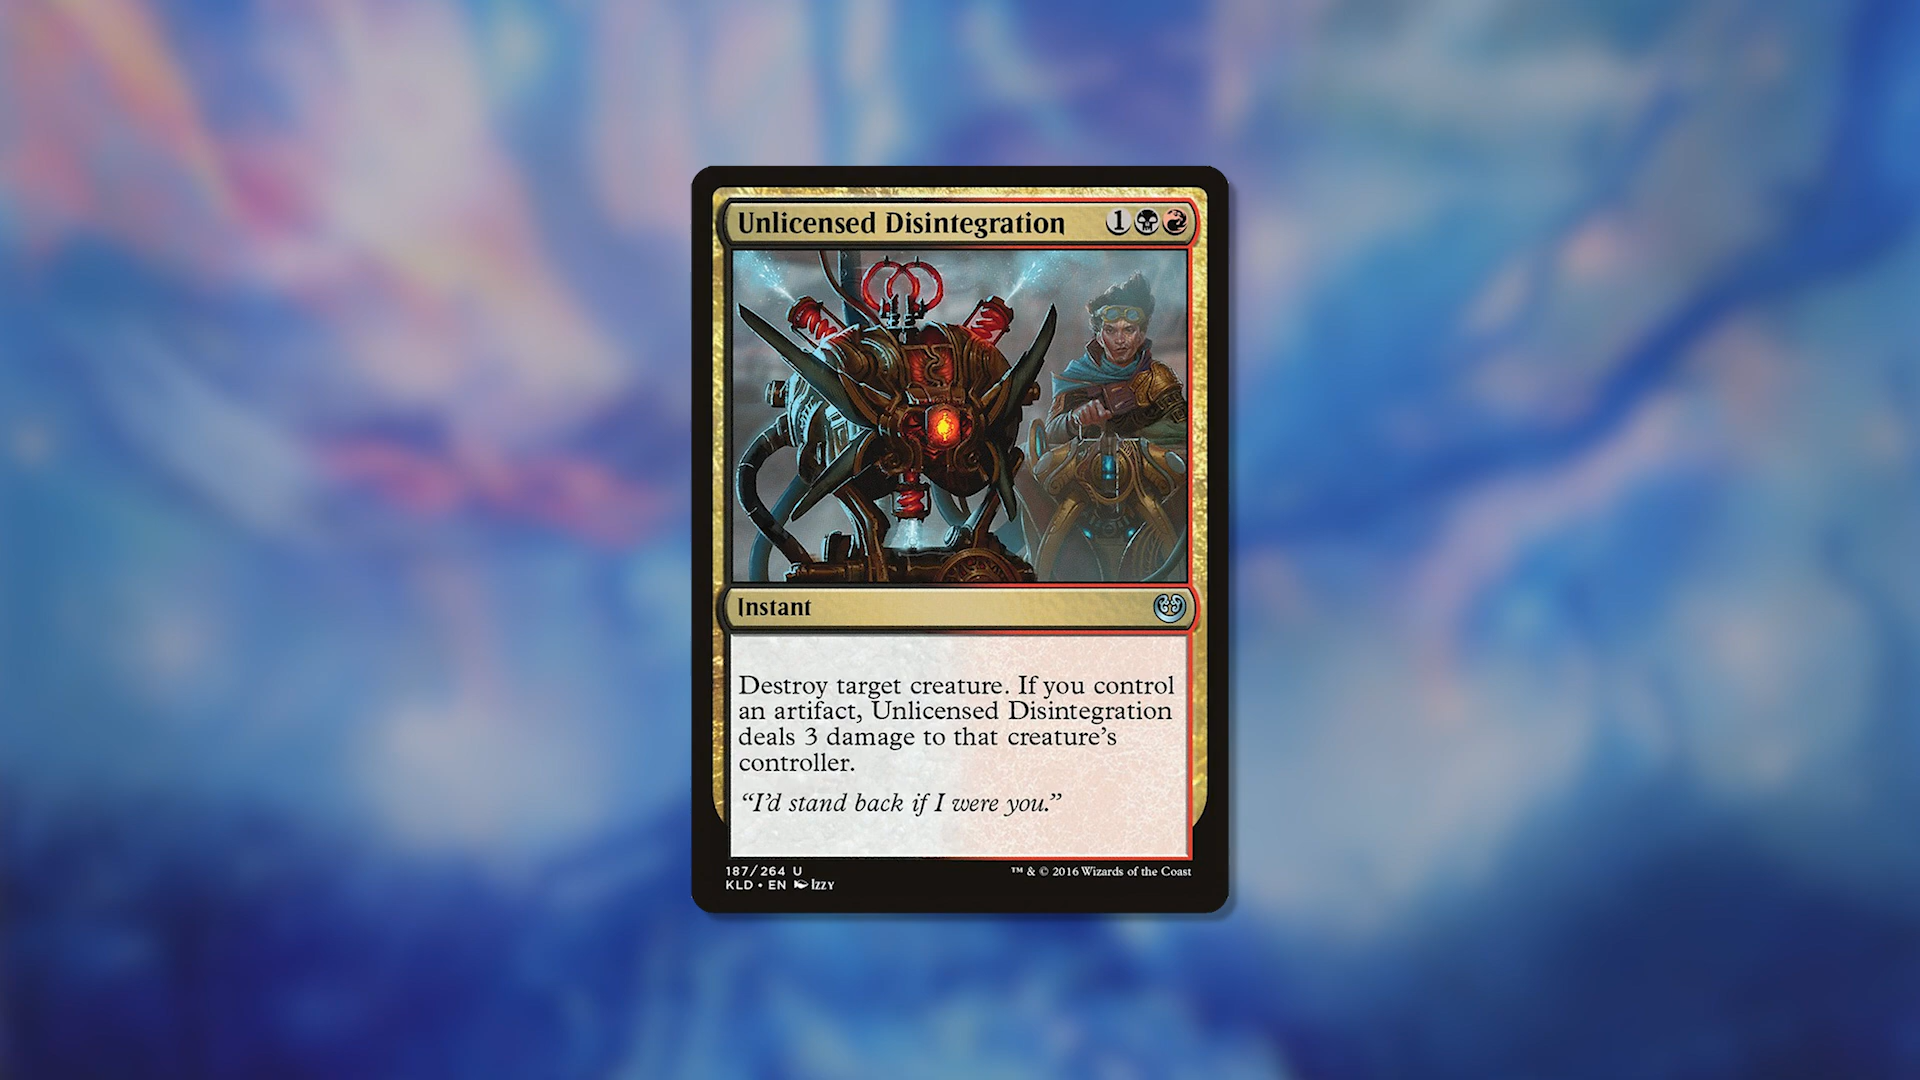 Unlicensed Disintegration 1
Instant
Destroy target creature. If you control
an artifact, Unlicensed Disintegration
deals 3 damage to that creature’s
controller.
“I’d stand back if I were you.”
187/264 U
KLD • EN Izzy
™ & © 2016 Wizards of the Coast